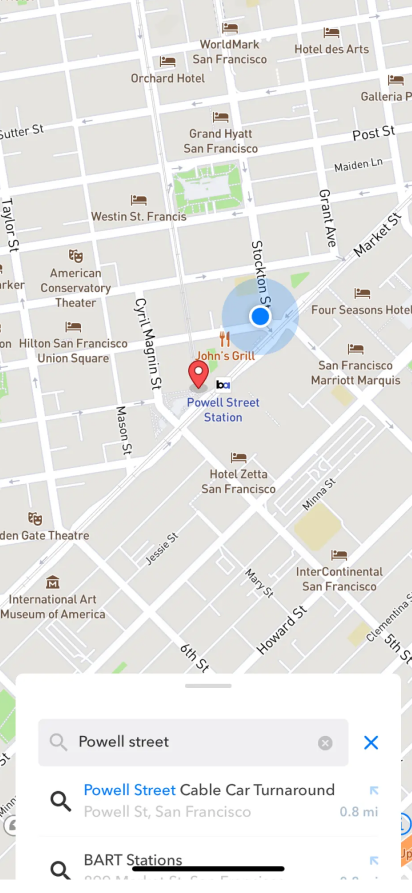 WorldMark
San Francisco
Hotel des Arts
Orchard Hotel
Galleria P
Grand Hyatt
San Francisco
Sutter St
Post St
Maiden Ln
Taylor St
Westin St. Francis
Grant Ave
Market St
Stockton S
American
Conservatory
Theater
arker
Cyril Magnin St
Four Seasons Hotel
on
Hilton San Francisco
Union Square
John's Grill
San Francisco
Marriott Marquis
Powell Street
Station
Mason St
Hotel Zetta
San Francisco
Minna St
den Gate Theatre
Jessie St
InterContinental
San Francisco
International Art
Museum of America
Mary St
Howard St
Clementina S
5th St
6th St
Powell street
Powell Street Cable Car Turnaround
Powell St, San Francisco
0.8 mi
Minn
BART Stations